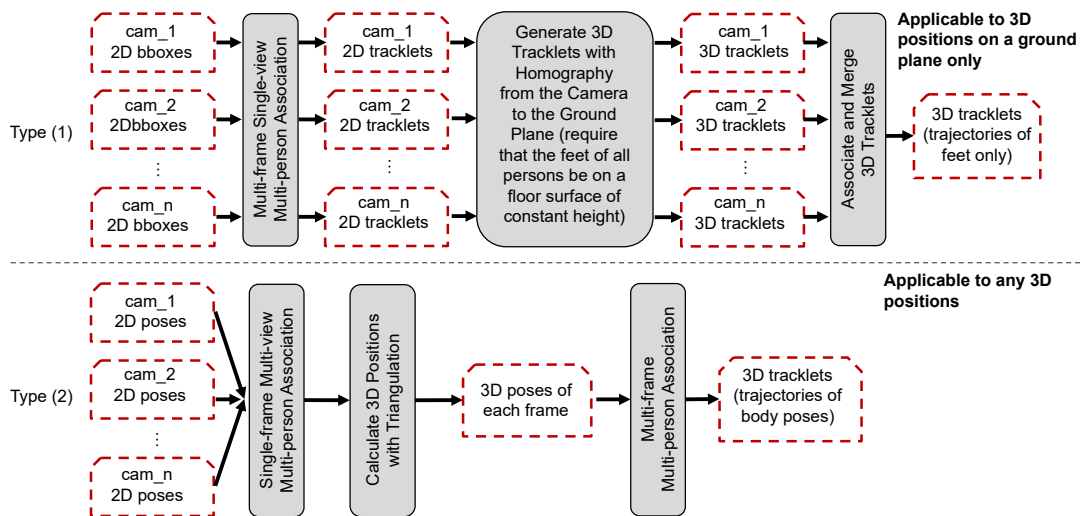 Type (1)
cam_1
2D bboxes
cam_2
2Dbboxes
...
cam_n
2D bboxes
Multi-frame Single-view
Multi-person Association
cam_1
2D tracklets
cam_2
2D tracklets
...
cam_n
2D tracklets
Generate 3D
Tracklets with
Homography
from the Camera
to the Ground
Plane (require
that the feet of all
persons be on a
floor surface of
constant height)
cam_1
3D tracklets
cam_2
3D tracklets
...
cam_n
3D tracklets
Associate and Merge
3D Tracklets
Applicable to 3D
positions on a ground
plane only
3D tracklets
(trajectories of
feet only)
Type (2)
cam_1
2D poses
cam_2
2D poses
...
cam_n
2D poses
Single-frame Multi-view
Multi-person Association
Calculate 3D Positions
with Triangulation
3D poses of
each frame
Multi-frame
Multi-person Association
Applicable to any 3D
positions
3D tracklets
(trajectories of
body poses)